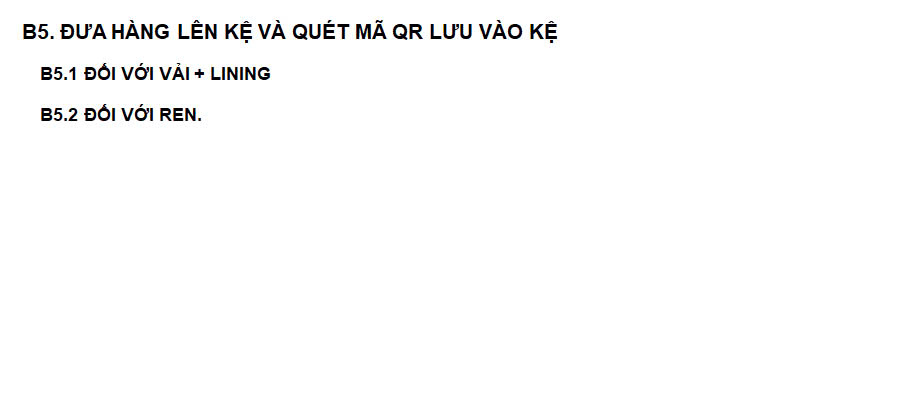 B5. ĐƯA HÀNG LÊN KỆ VÀ QUÉT MÃ QR LƯU VÀO KỆ
B5.1 ĐỐI VỚI VẢI + LINING
B5.2 ĐỐI VỚI REN.